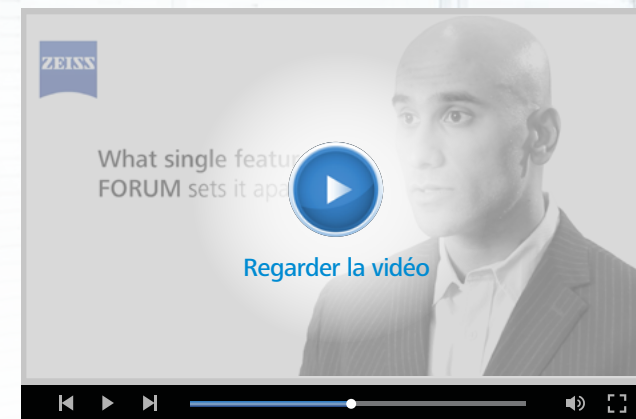 ZEISS
What single featu
FORUM sets it apa
Regarder la vidéo